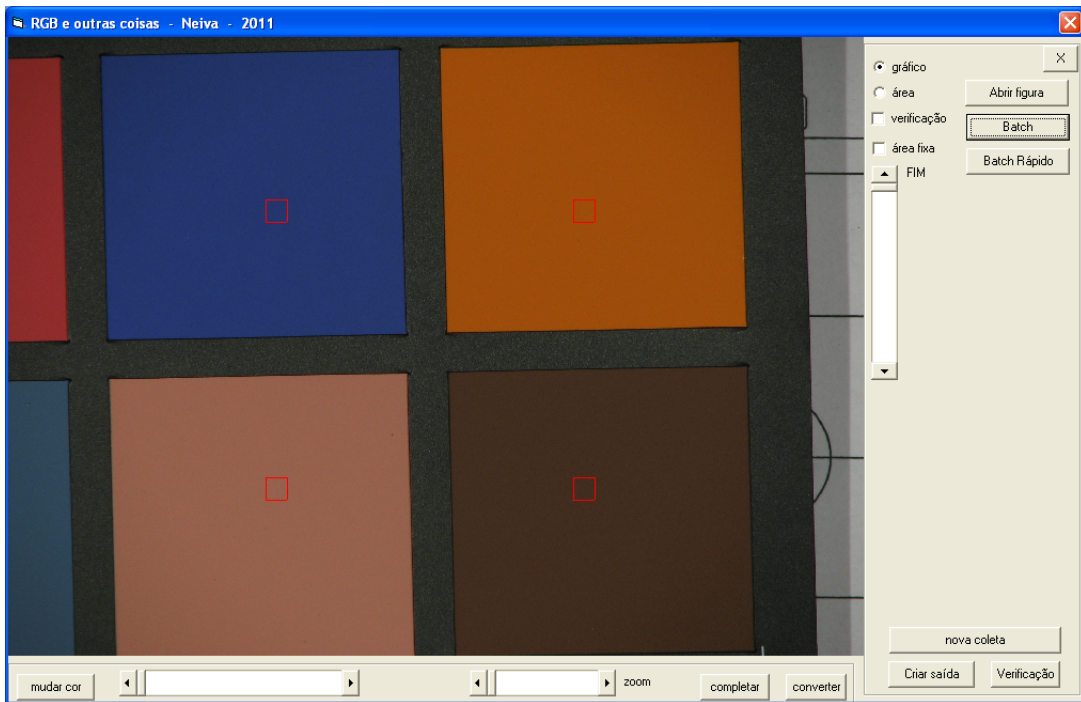 RGB e outras coisas - Neiva - 2011
X
gráfico
área
Abrir figura
verificação
Batch
área fixa
Batch Rápido
FIM
nova coleta
Criar saída
Verificação
mudar cor
zoom
completar
converter